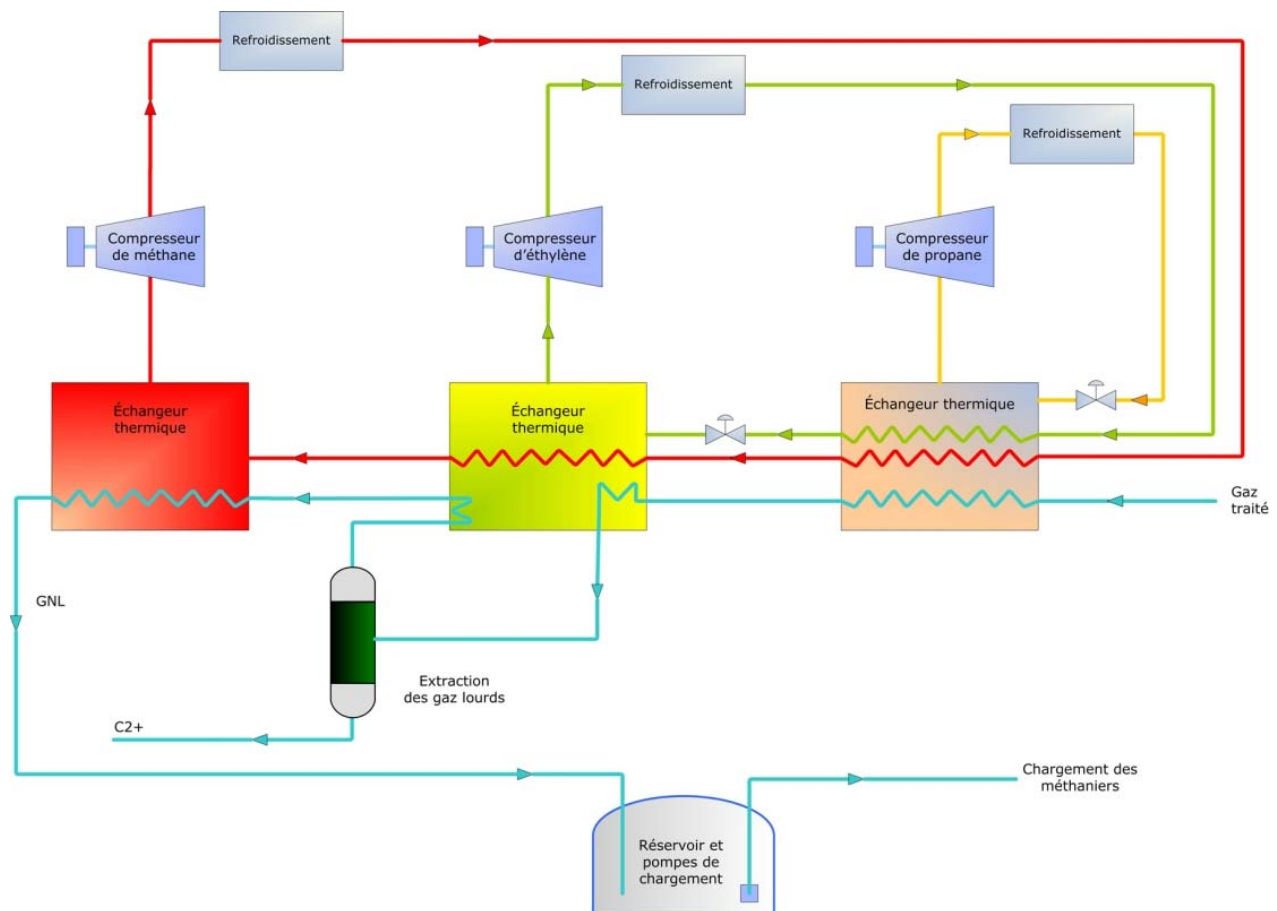 Refroidissement
Refroidissement
Refroidissement
Compresseur
de méthane
Compresseur
d'éthylène
Compresseur
de propane
Échangeur
thermique
Échangeur
thermique
Échangeur thermique
Gaz
traité
GNL
Extraction
des gaz lourds
C2+
Chargement des
méthaniers
Réservoir et
pompes de
chargement